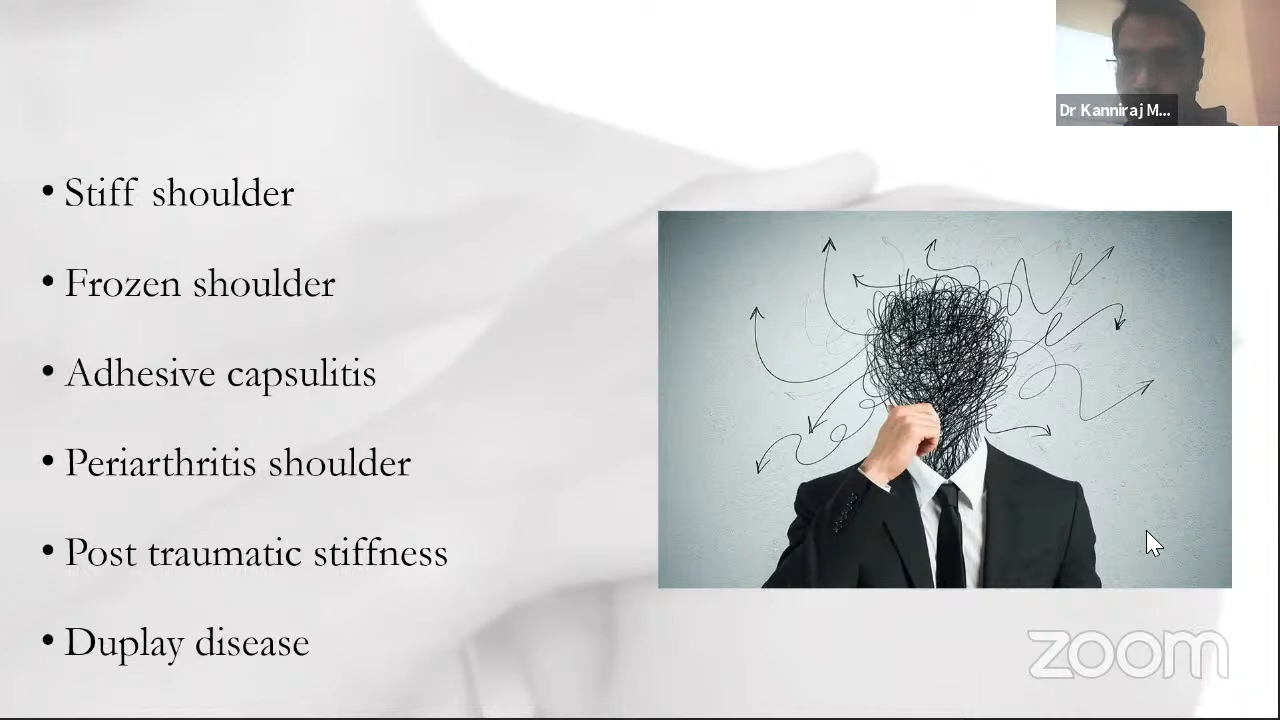 Dr Kanniraj M...
• Stiff shoulder
• Frozen shoulder
• Adhesive capsulitis
• Periarthritis shoulder
• Post traumatic stiffness
• Duplay disease
zoom